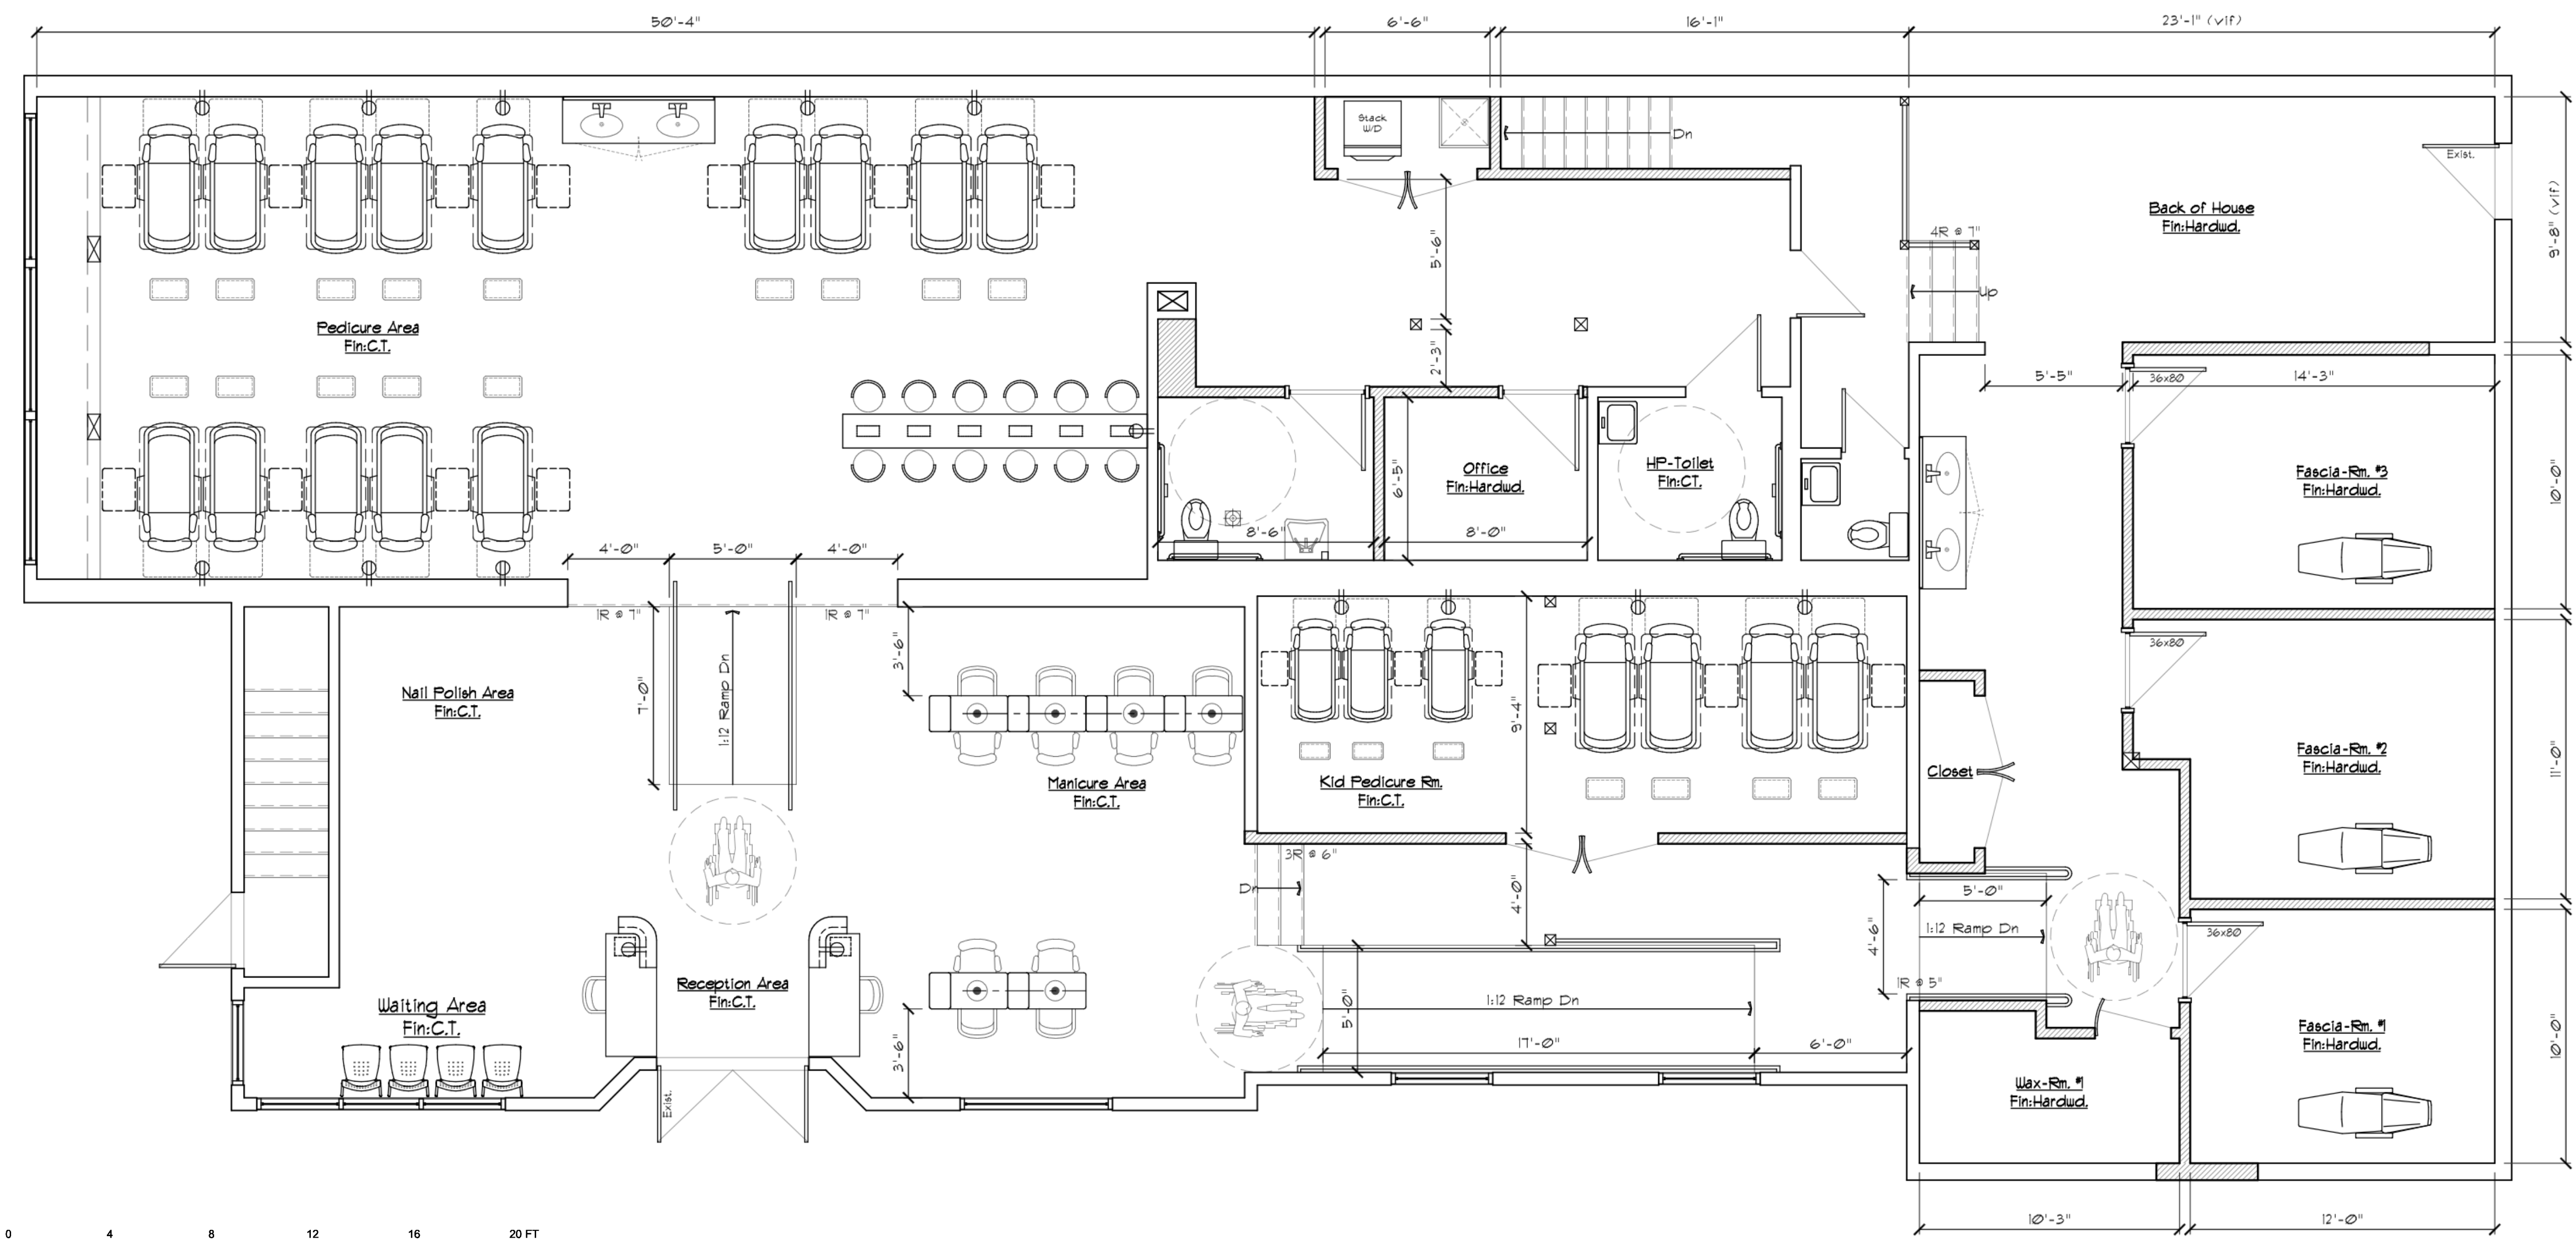 50'-4"
6'-6"
16'-1"
23'-1" (vif)
Stack
W/D
Dn
Exist.
Back of House
Fin:Hardwd.
9'-8" (vif)
4R @ 7"
5'-6"
Up
Pedicure Area
Fin:C.T.
2'-3"
5'-5"
36x80
14'-3"
Office
Fin:Hardwd.
6'-5"
HP-Toilet
Fin:CT.
Fascia-Rm. #3
Fin:Hardwd.
10'-0"
8'-6"
8'-0"
4'-0"
5'-0"
4'-0"
1R @ 7"
1R @ 7"
3'-6"
7'-0"
1:12 Ramp Dn
36x80
Nail Polish Area
Fin:C.T.
9'-4"
Manicure Area
Fin:C.T.
Kid Pedicure Rm.
Fin:C.T.
Closet
Fascia-Rm. #2
Fin:Hardwd.
11'-0"
3R @ 6"
Dn
4'-0"
5'-0"
4'-6"
1:12 Ramp Dn
36x80
1R @ 5"
Reception Area
Fin:C.T.
Waiting Area
Fin:C.T.
5'-0"
1:12 Ramp Dn
17'-0"
6'-0"
3'-6"
Exist.
Fascia-Rm. #1
Fin:Hardwd.
10'-0"
Wax-Rm. #1
Fin:Hardwd.
10'-3"
12'-0"
0 4 8 12 16 20 FT